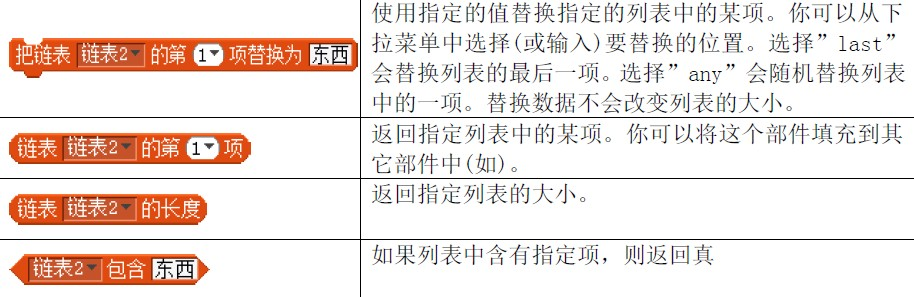 把链表 链表2 的第 1 项替换为 东西
使用指定的值替换指定的列表中的某项。你可以从下
拉菜单中选择(或输入)要替换的位置。选择”last”
会替换列表的最后一项。选择”any”会随机替换列表
中的一项。替换数据不会改变列表的大小。
链表 链表2 的第 1 项
返回指定列表中的某项。你可以将这个部件填充到其
它部件中(如)。
链表 链表2 的长度
返回指定列表的大小。
链表2 包含 东西
如果列表中含有指定项，则返回真